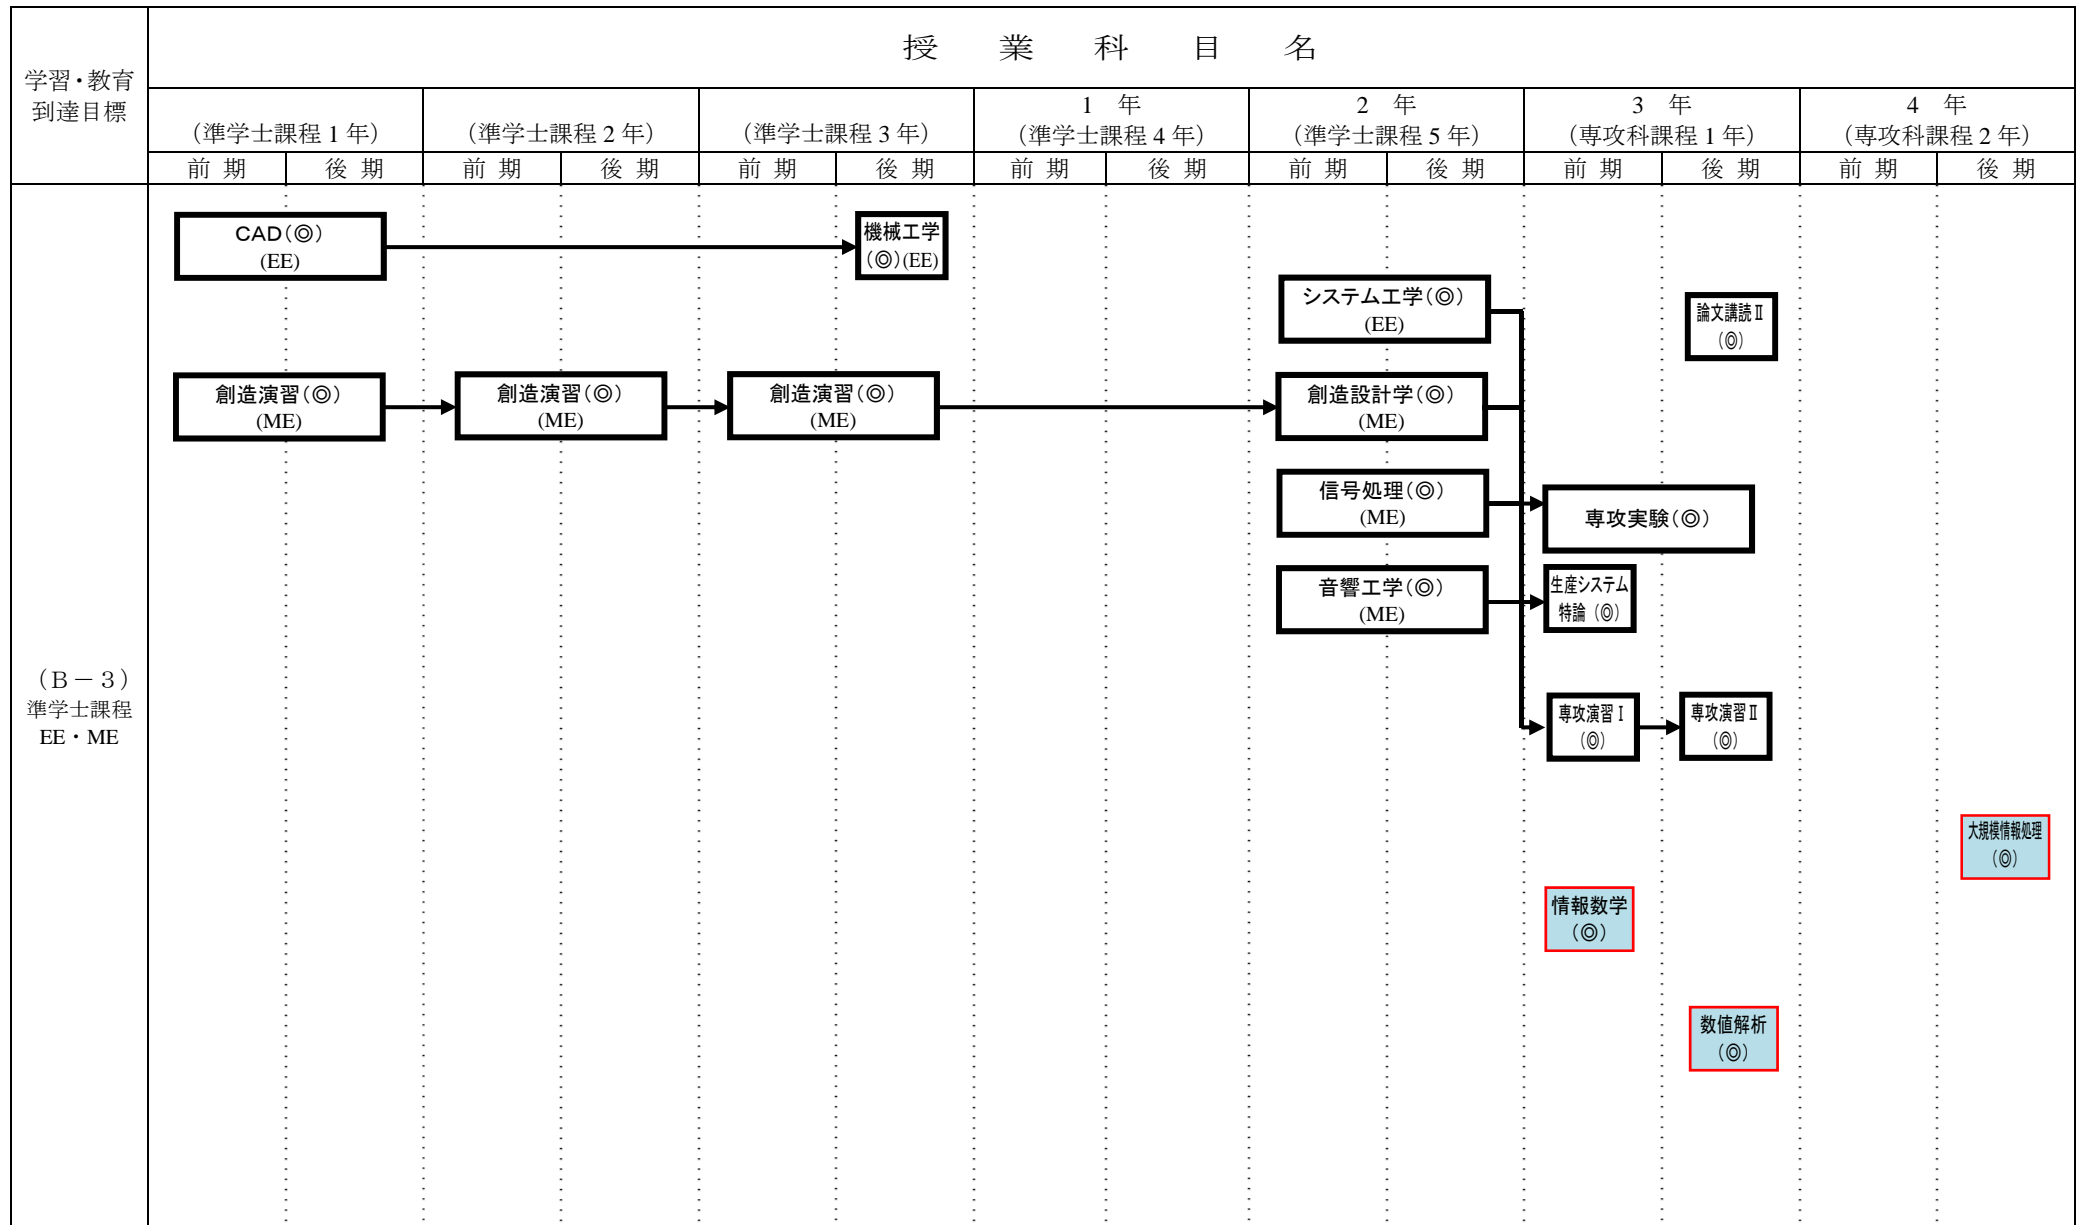 学習・教育
到達目標
授 業 科 目 名
(準学士課程 1 年)
(準学士課程 2 年)
(準学士課程 3 年)
1 年
(準学士課程 4 年)
2 年
(準学士課程 5 年)
3 年
(専攻科課程 1 年)
4 年
(専攻科課程 2 年)
前 期 後 期 前 期 後 期 前 期 後 期 前 期 後 期 前 期 後 期 前 期 後 期 前 期 後 期
(B-3)
準学士課程
EE・ME
CAD(◎)
(EE)
機械工学
(◎)(EE)
システム工学(◎)
(EE)
論文講読Ⅱ
(◎)
創造演習(◎)
(ME)
創造演習(◎)
(ME)
創造演習(◎)
(ME)
創造設計学(◎)
(ME)
信号処理(◎)
(ME)
専攻実験(◎)
音響工学(◎)
(ME)
生産システム
特論(◎)
専攻演習Ⅰ
(◎)
専攻演習Ⅱ
(◎)
大規模情報処理
(◎)
情報数学
(◎)
数値解析
(◎)